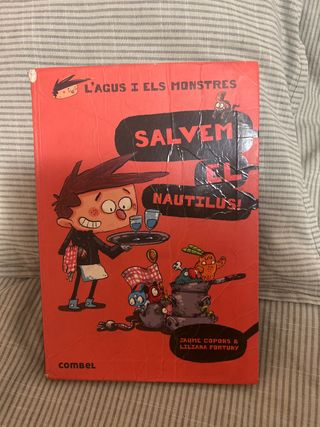 L'AGUS I ELS MONSTRES
SALVEM
EL
NAUTILUS!
JAUME COPONS &
LILIANA FORTUNY
COMBEL